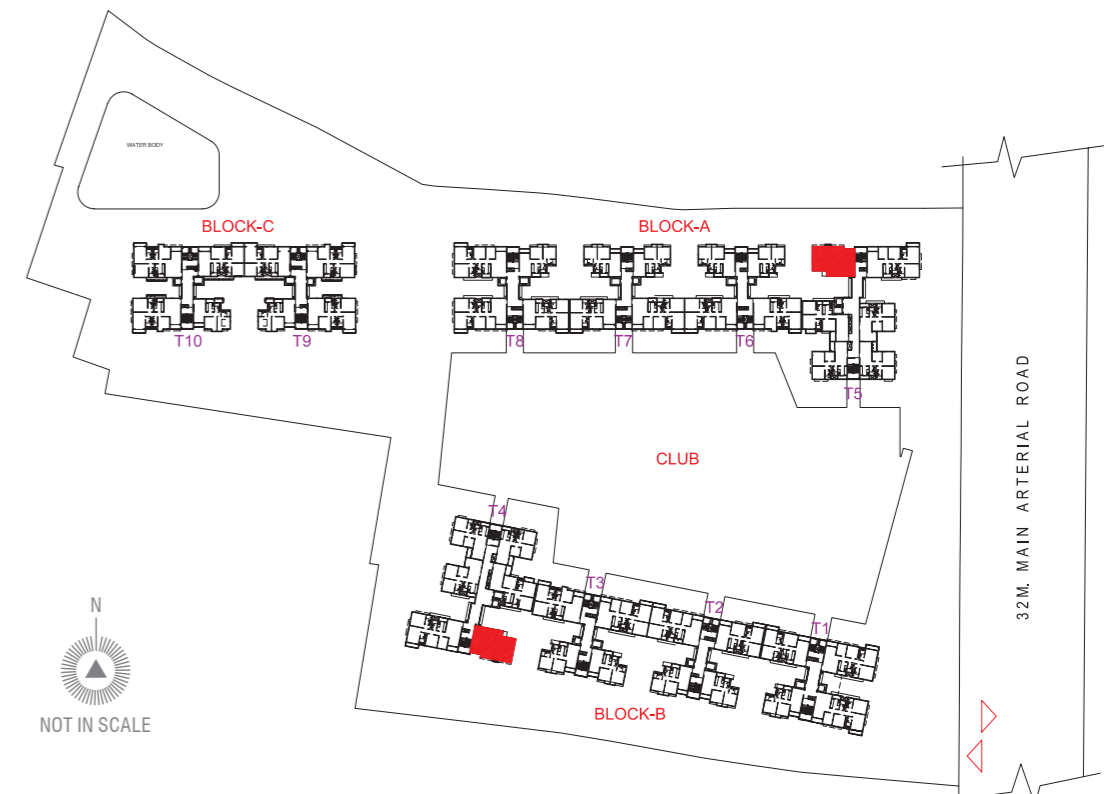 WATER BODY
BLOCK-C
BLOCK-A
T10
T9
T8
T7
T6
T5
CLUB
32M. MAIN ARTERIAL ROAD
T4
T3
T2
T1
N
NOT IN SCALE
BLOCK-B